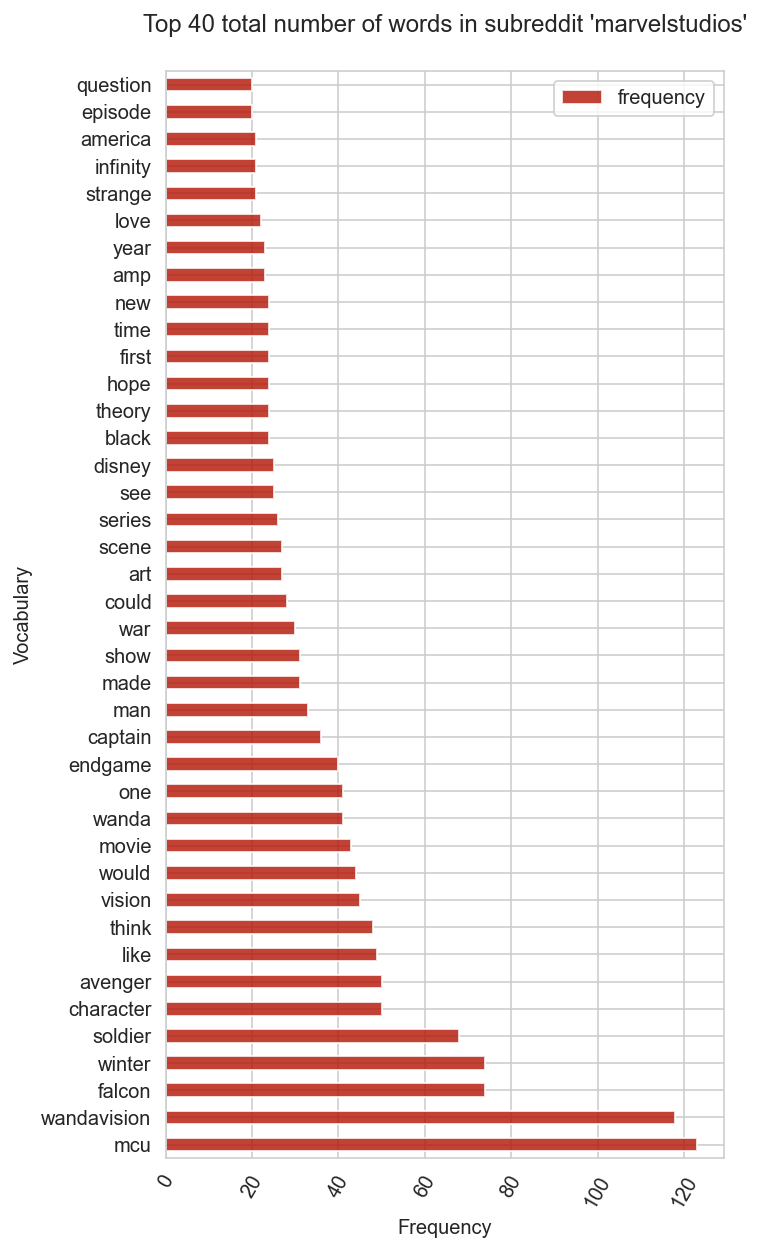 Top 40 total number of words in subreddit 'marvelstudios'
frequency
Vocabulary
question
episode
america
infinity
strange
love
year
amp
new
time
first
hope
theory
black
disney
see
series
scene
art
could
war
show
made
man
captain
endgame
one
wanda
movie
would
vision
think
like
avenger
character
soldier
winter
falcon
wandavision
mcu
0 20 40 60 80 100 120
Frequency